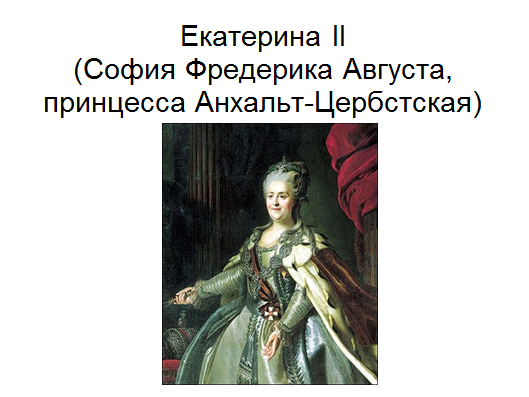 Екатерина II
(София Фредерика Августа,
принцесса Анхальт-Цербстская)